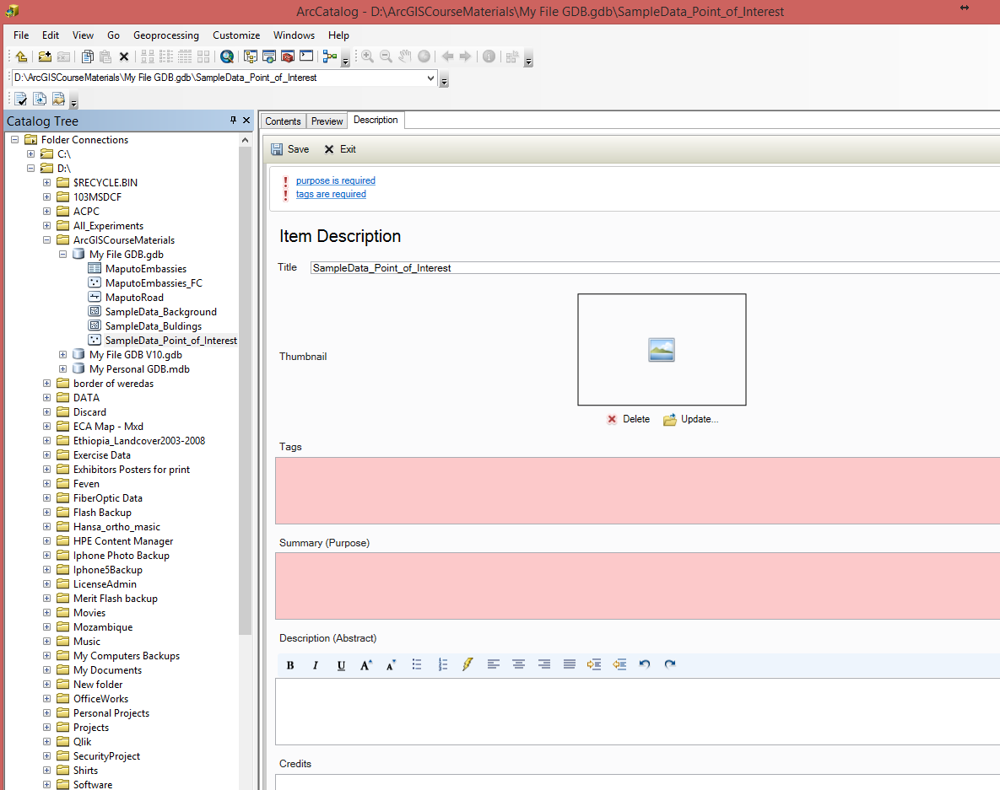 ArcCatalog - D:\ArcGISCourseMaterials\My File GDB.gdb\SampleData_Point_of_Interest
File Edit View Go Geoprocessing Customize Windows Help
D:\ArcGISCourseMaterials\My File GDB.gdb\SampleData_Point_of_Interest
Catalog Tree
Folder Connections
C:\
D:\
$RECYCLE.BIN
103MSDCF
ACPC
All_Experiments
ArcGISCourseMaterials
My File GDB.gdb
MaputoEmbassies
MaputoEmbassies_FC
MaputoRoad
SampleData_Background
SampleData_Buldings
SampleData_Point_of_Interest
My File GDB V10.gdb
My Personal GDB.mdb
border of weredas
DATA
Discard
ECA Map - Mxd
Ethiopia_Landcover2003-2008
Exercise Data
Exhibitors Posters for print
Feven
FiberOptic Data
Flash Backup
Hansa_ortho_masic
HPE Content Manager
Iphone Photo Backup
Iphone5Backup
LicenseAdmin
Merit Flash backup
Movies
Mozambique
Music
My Computers Backups
My Documents
New folder
OfficeWorks
Personal Projects
Projects
Qlik
SecurityProject
Shirts
Software
Contents Preview Description
Save Exit
purpose is required
tags are required
Item Description
Title SampleData_Point_of_Interest
Thumbnail
Delete Update...
Tags
Summary (Purpose)
Description (Abstract)
B I U A A
Credits